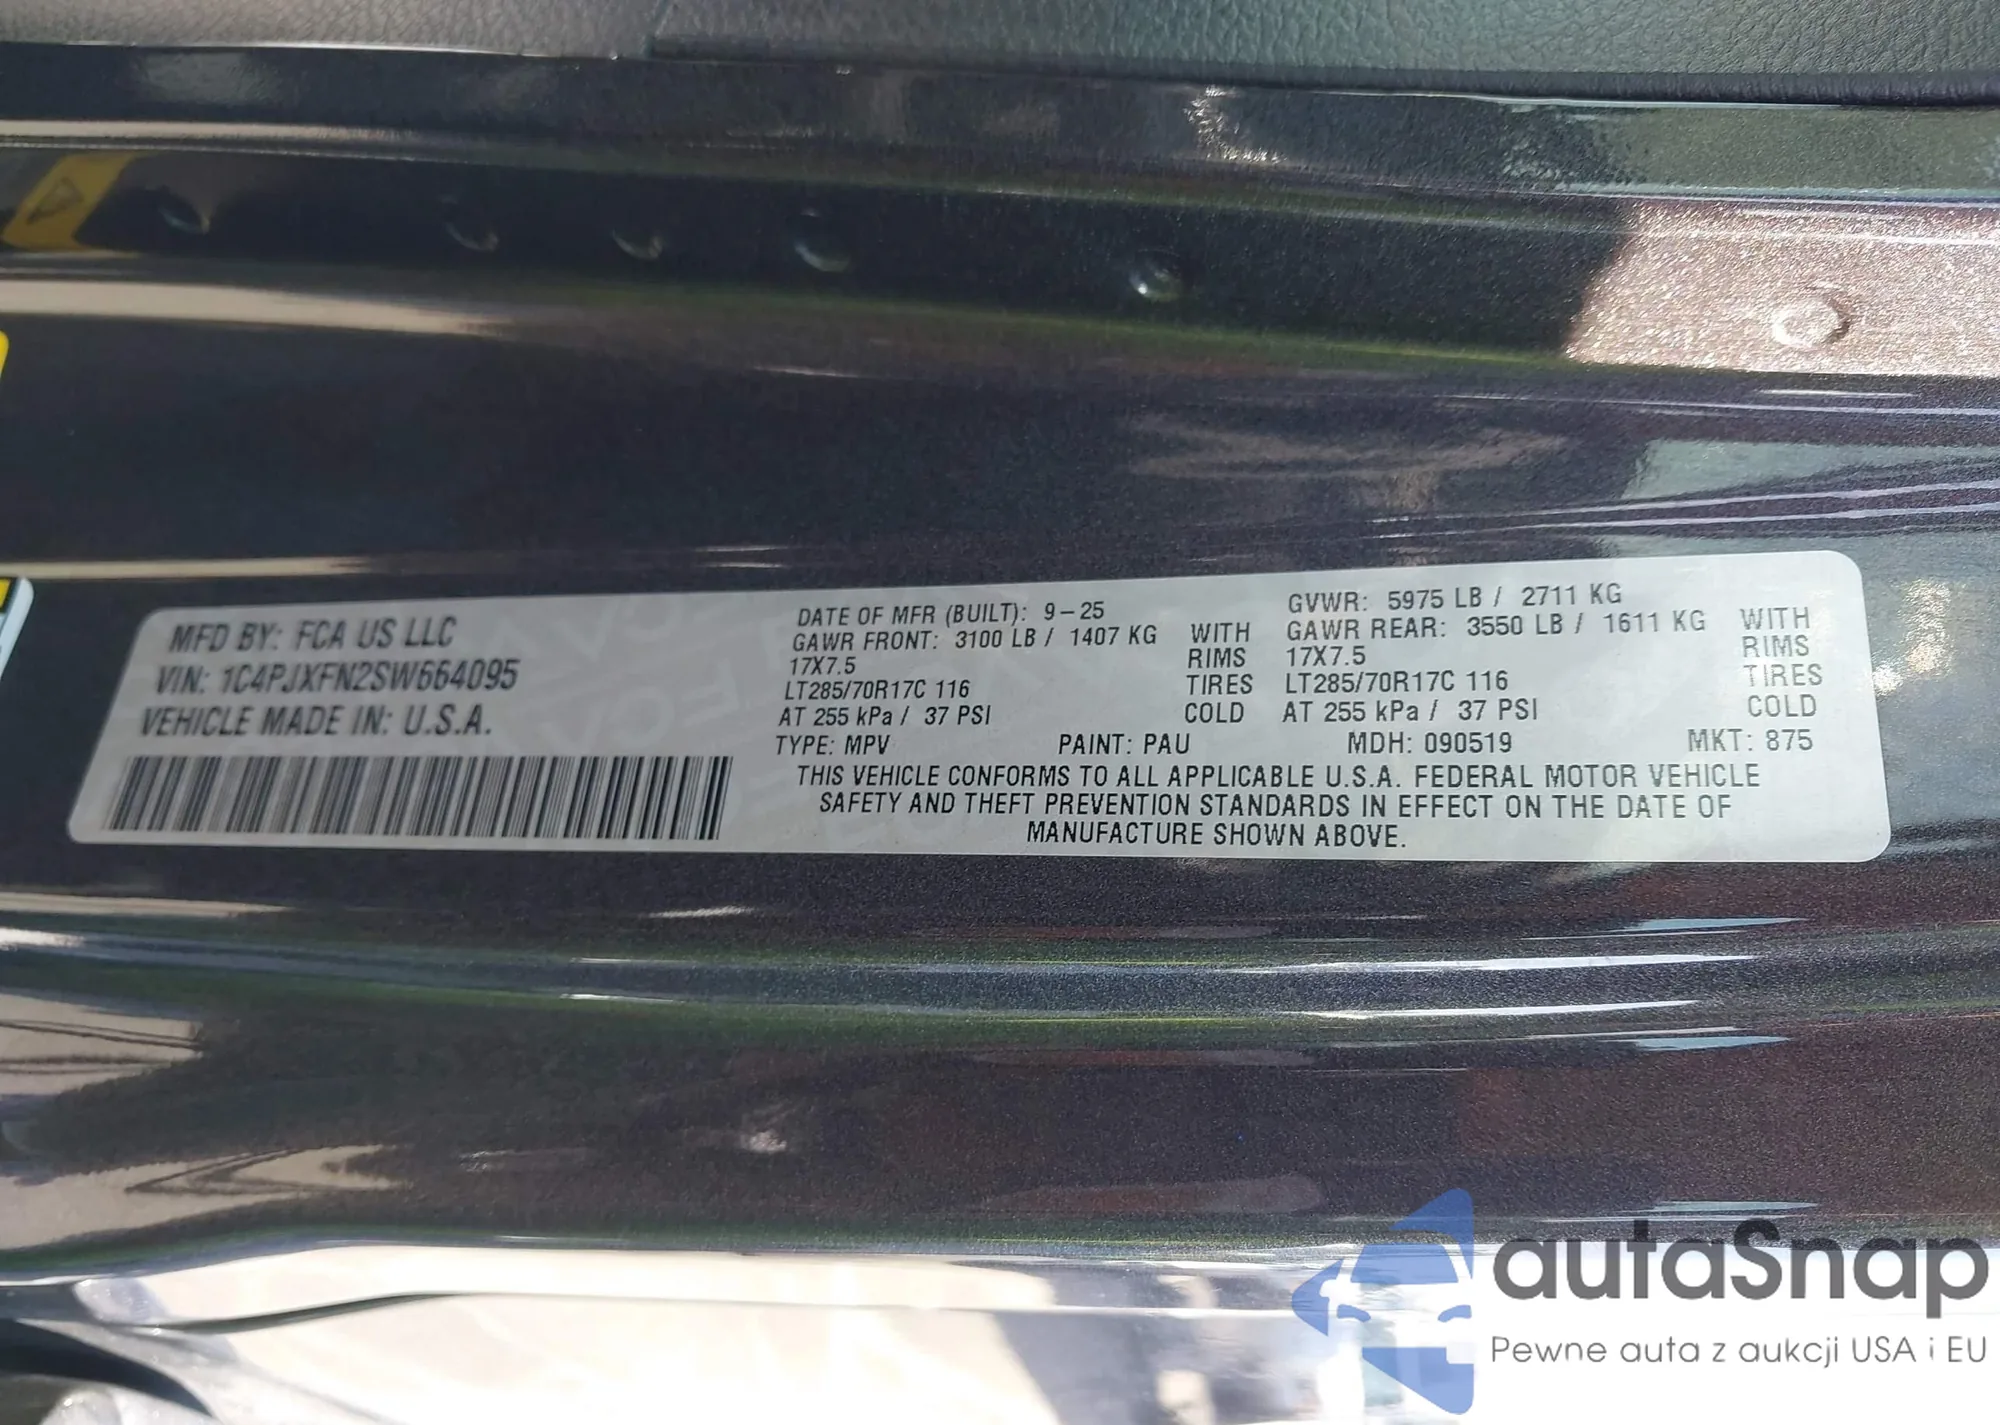 MFD BY: FCA US LLC
VIN: 1C4PJXFN2SW664095
VEHICLE MADE IN: U.S.A.
DATE OF MFR (BUILT): 9-25
GAWR FRONT: 3100 LB / 1407 KG WITH
17X7.5 RIMS
LT285/70R17C 116 TIRES
AT 255 kPa / 37 PSI COLD
GVWR: 5975 LB / 2711 KG
GAWR REAR: 3550 LB / 1611 KG WITH
17X7.5 RIMS
LT285/70R17C 116 TIRES
AT 255 kPa / 37 PSI COLD
TYPE: MPV PAINT: PAU MDH: 090519 MKT: 875
THIS VEHICLE CONFORMS TO ALL APPLICABLE U.S.A. FEDERAL MOTOR VEHICLE
SAFETY AND THEFT PREVENTION STANDARDS IN EFFECT ON THE DATE OF
MANUFACTURE SHOWN ABOVE.
autaSnap
Pewne auta z aukcji USA i EU